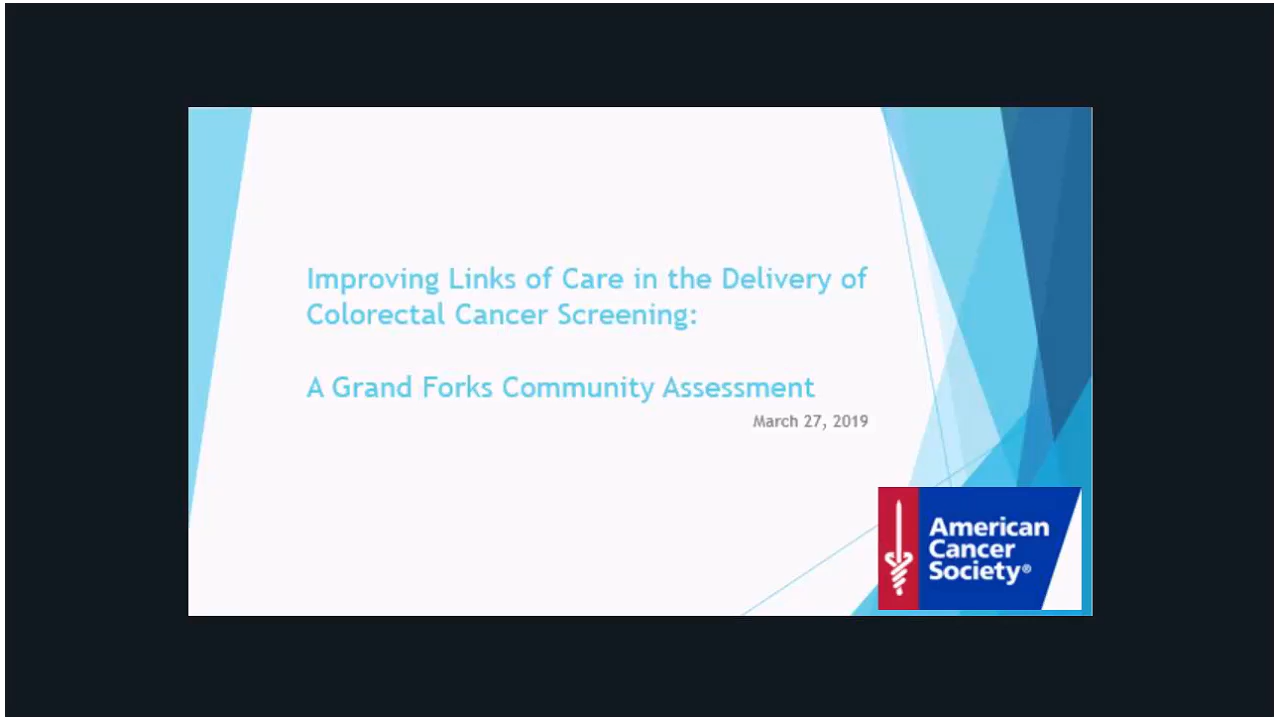 Improving Links of Care in the Delivery of
Colorectal Cancer Screening:
A Grand Forks Community Assessment
March 27, 2019
American
Cancer
Society®